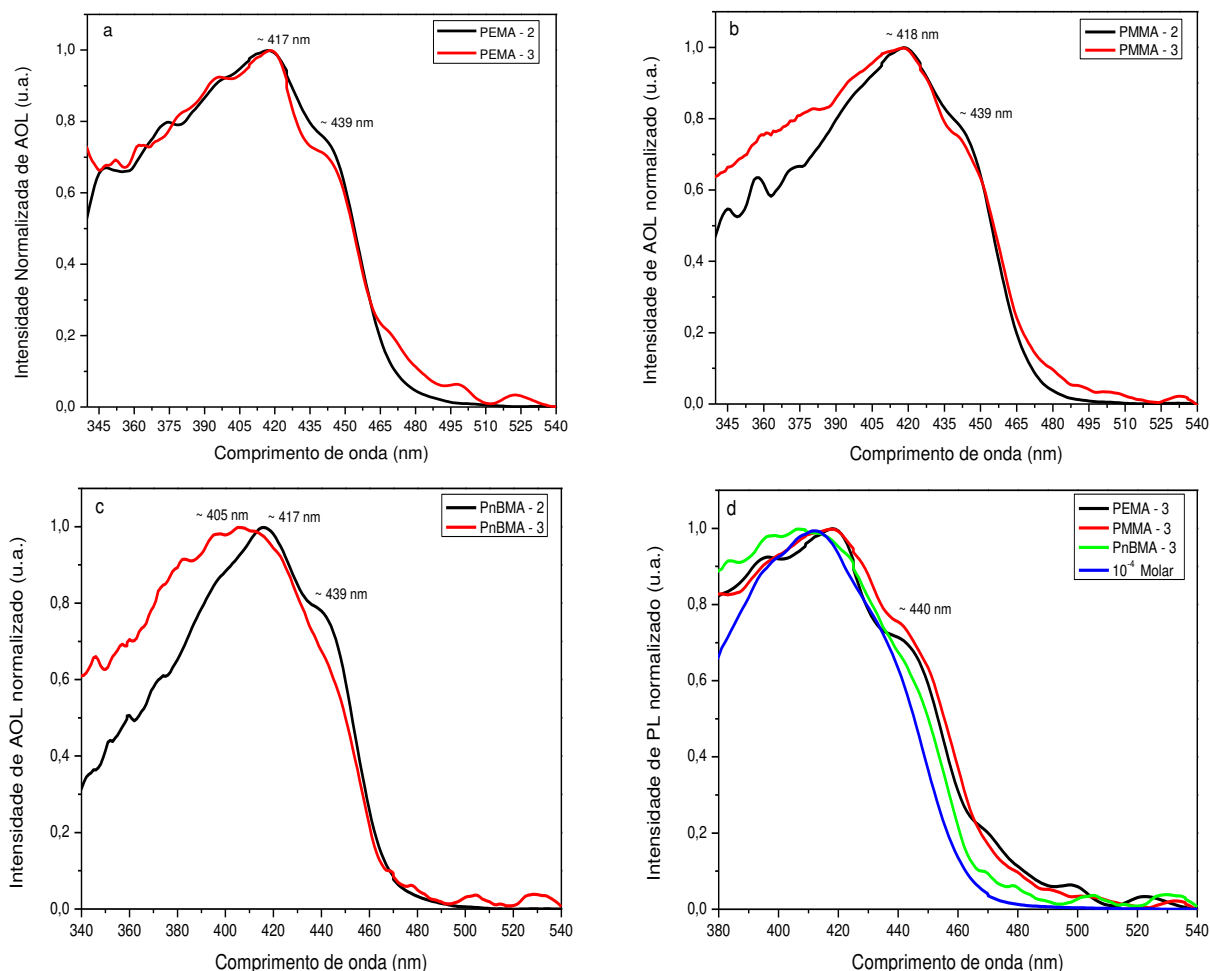 a
~ 417 nm
~ 439 nm
PEMA - 2
PEMA - 3
Intensidade Normalizada de AOL (u.a.)
1,0
0,8
0,6
0,4
0,2
0,0
345 360 375 390 405 420 435 450 465 480 495 510 525 540
Comprimento de onda (nm)
b
~ 418 nm
~ 439 nm
PMMA - 2
PMMA - 3
Intensidade de AOL normalizado (u.a.)
1,0
0,8
0,6
0,4
0,2
0,0
345 360 375 390 405 420 435 450 465 480 495 510 525 540
Comprimento de onda (nm)
c
~ 405 nm
~ 417 nm
~ 439 nm
PnBMA - 2
PnBMA - 3
Intensidade de AOL normalizado (u.a.)
1,0
0,8
0,6
0,4
0,2
0,0
340 360 380 400 420 440 460 480 500 520 540
Comprimento de onda (nm)
d
~ 440 nm
PEMA - 3
PMMA - 3
PnBMA - 3
10⁻⁴ Molar
Intensidade de PL normalizado (u.a.)
1,0
0,8
0,6
0,4
0,2
0,0
380 400 420 440 460 480 500 520 540
Comprimento de onda (nm)